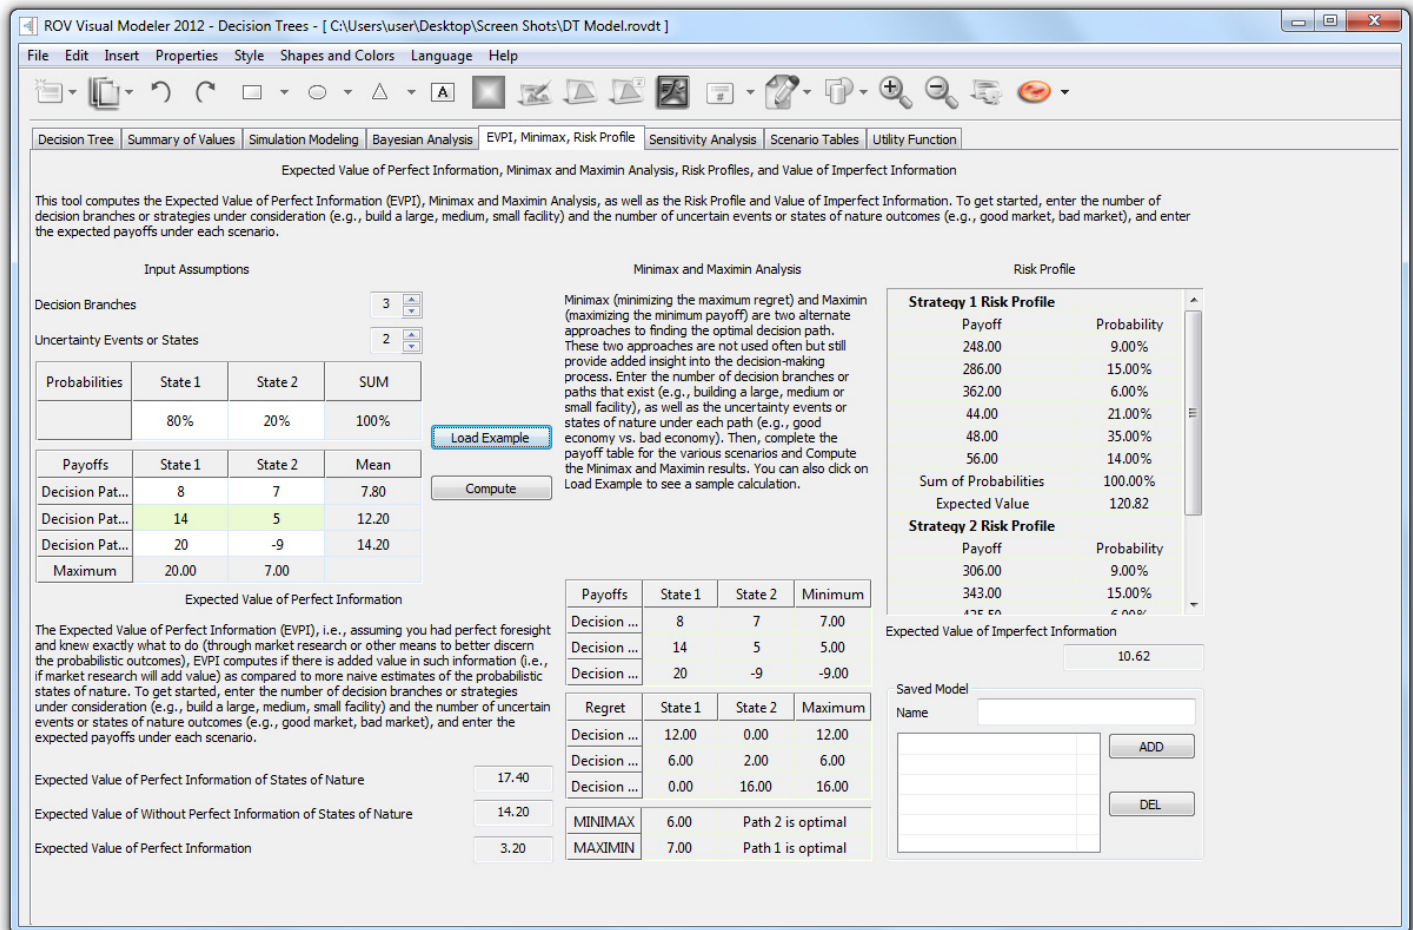 ROV Visual Modeler 2012 - Decision Trees - [ C:\Users\user\Desktop\Screen Shots\DT Model.rovdt ]
File Edit Insert Properties Style Shapes and Colors Language Help
A
#
Decision Tree Summary of Values Simulation Modeling Bayesian Analysis EVPI, Minimax, Risk Profile Sensitivity Analysis Scenario Tables Utility Function
Expected Value of Perfect Information, Minimax and Maximin Analysis, Risk Profiles, and Value of Imperfect Information
This tool computes the Expected Value of Perfect Information (EVPI), Minimax and Maximin Analysis, as well as the Risk Profile and Value of Imperfect Information. To get started, enter the number of
decision branches or strategies under consideration (e.g., build a large, medium, small facility) and the number of uncertain events or states of nature outcomes (e.g., good market, bad market), and enter
the expected payoffs under each scenario.
Input Assumptions
Decision Branches 3
Uncertainty Events or States 2
Probabilities State 1 State 2 SUM
80% 20% 100%
Payoffs State 1 State 2 Mean
Decision Pat... 8 7 7.80
Decision Pat... 14 5 12.20
Decision Pat... 20 -9 14.20
Maximum 20.00 7.00
Load Example
Compute
Expected Value of Perfect Information
The Expected Value of Perfect Information (EVPI), i.e., assuming you had perfect foresight
and knew exactly what to do (through market research or other means to better discern
the probabilistic outcomes), EVPI computes if there is added value in such information (i.e.,
if market research will add value) as compared to more naive estimates of the probabilistic
states of nature. To get started, enter the number of decision branches or strategies
under consideration (e.g., build a large, medium, small facility) and the number of uncertain
events or states of nature outcomes (e.g., good market, bad market), and enter the
expected payoffs under each scenario.
Expected Value of Perfect Information of States of Nature 17.40
Expected Value of Without Perfect Information of States of Nature 14.20
Expected Value of Perfect Information 3.20
Minimax and Maximin Analysis
Minimax (minimizing the maximum regret) and Maximin
(maximizing the minimum payoff) are two alternate
approaches to finding the optimal decision path.
These two approaches are not used often but still
provide added insight into the decision-making
process. Enter the number of decision branches or
paths that exist (e.g., building a large, medium or
small facility), as well as the uncertainty events or
states of nature under each path (e.g., good
economy vs. bad economy). Then, complete the
payoff table for the various scenarios and Compute
the Minimax and Maximin results. You can also click on
Load Example to see a sample calculation.
Payoffs State 1 State 2 Minimum
Decision ... 8 7 7.00
Decision ... 14 5 5.00
Decision ... 20 -9 -9.00
Regret State 1 State 2 Maximum
Decision ... 12.00 0.00 12.00
Decision ... 6.00 2.00 6.00
Decision ... 0.00 16.00 16.00
MINIMAX 6.00 Path 2 is optimal
MAXIMIN 7.00 Path 1 is optimal
Risk Profile
Strategy 1 Risk Profile
Payoff Probability
248.00 9.00%
286.00 15.00%
362.00 6.00%
44.00 21.00%
48.00 35.00%
56.00 14.00%
Sum of Probabilities 100.00%
Expected Value 120.82
Strategy 2 Risk Profile
Payoff Probability
306.00 9.00%
343.00 15.00%
425.50 6.00%
Expected Value of Imperfect Information
10.62
Saved Model
Name
ADD
DEL